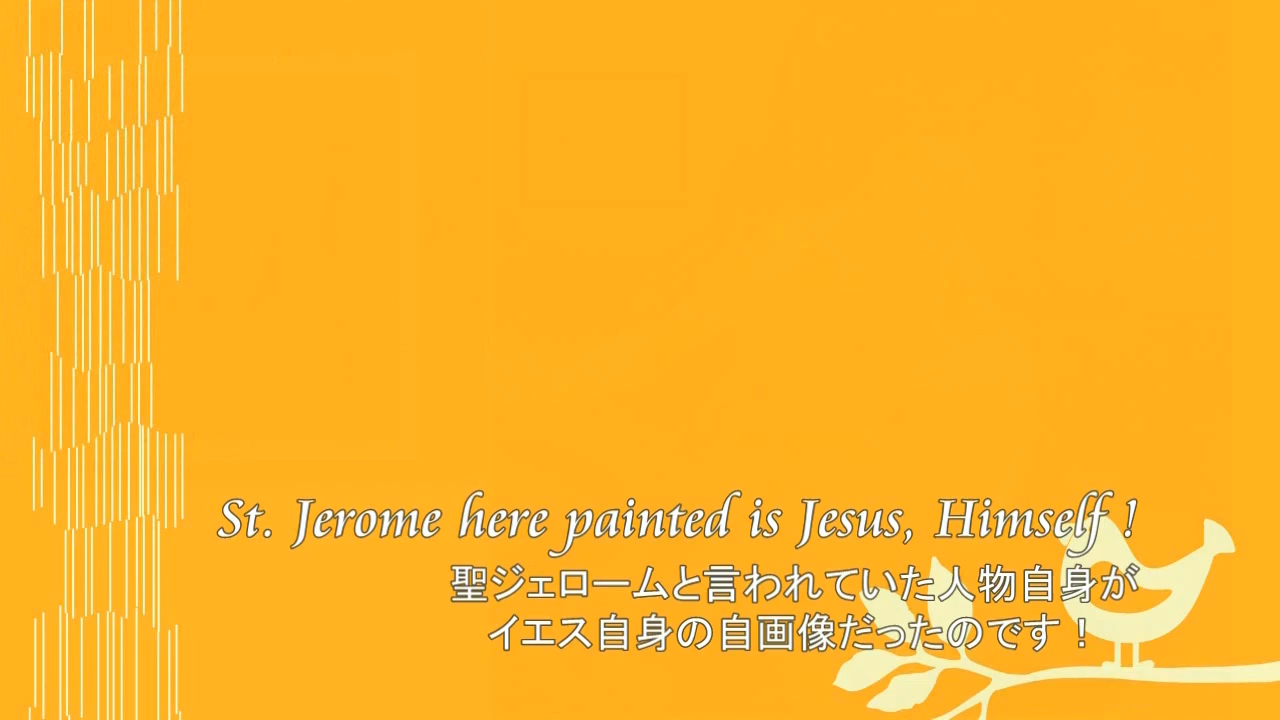 St. Jerome here painted is Jesus, Himself !
聖ジェロームと言われていた人物自身が
イエス自身の自画像だったのです！